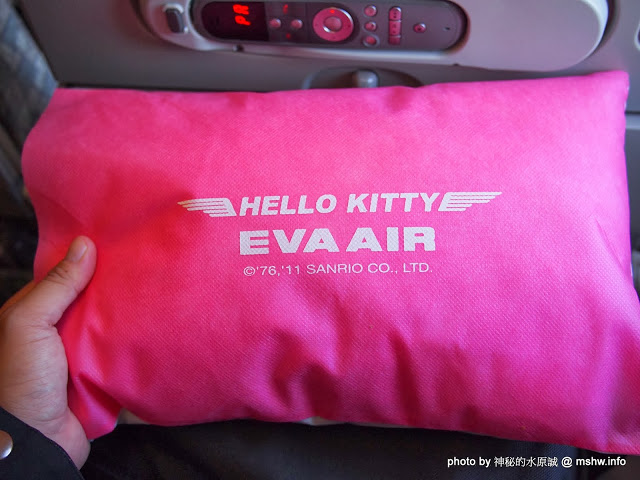 PA
HELLO KITTY
EVA AIR
©'76,'11 SANRIO CO., LTD.
photo by 神秘的水原誠 @ mshw.info